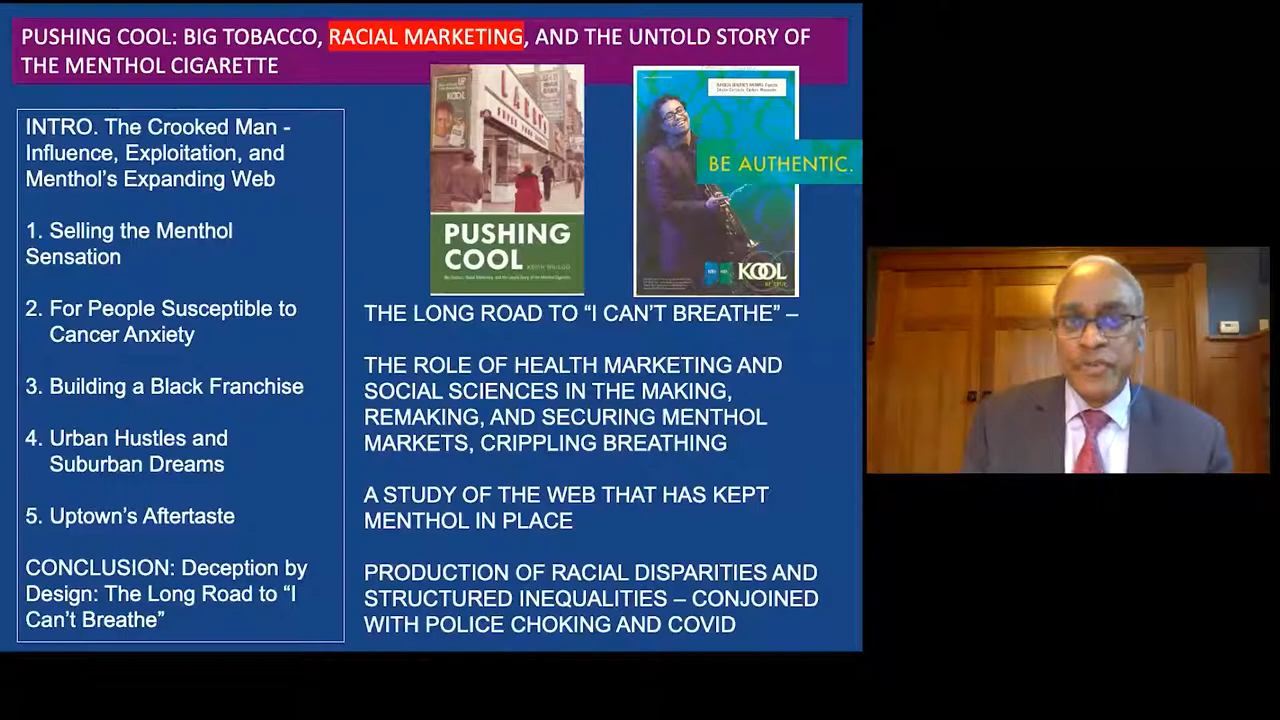 PUSHING COOL: BIG TOBACCO, RACIAL MARKETING, AND THE UNTOLD STORY OF
THE MENTHOL CIGARETTE
INTRO. The Crooked Man -
Influence, Exploitation, and
Menthol's Expanding Web
1. Selling the Menthol
Sensation
2. For People Susceptible to
Cancer Anxiety
3. Building a Black Franchise
4. Urban Hustles and
Suburban Dreams
5. Uptown's Aftertaste
CONCLUSION: Deception by
Design: The Long Road to “I
Can't Breathe”
KOOL
PUSHING
COOL
BE AUTHENTIC.
KOOL
THE LONG ROAD TO “I CAN'T BREATHE” –
THE ROLE OF HEALTH MARKETING AND
SOCIAL SCIENCES IN THE MAKING,
REMAKING, AND SECURING MENTHOL
MARKETS, CRIPPLING BREATHING
A STUDY OF THE WEB THAT HAS KEPT
MENTHOL IN PLACE
PRODUCTION OF RACIAL DISPARITIES AND
STRUCTURED INEQUALITIES – CONJOINED
WITH POLICE CHOKING AND COVID